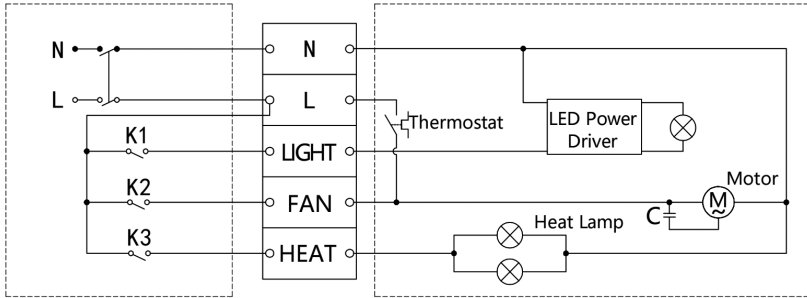 N
N
L
L
Thermostat
LED Power
Driver
K1
LIGHT
K2
FAN
Motor
M
~
C
K3
HEAT
Heat Lamp